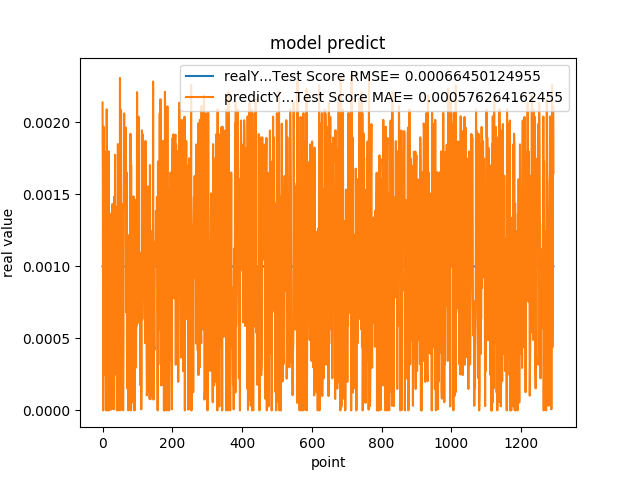 model predict
realY...Test Score RMSE= 0.00066450124955
predictY...Test Score MAE= 0.000576264162455
0.0020
0.0015
0.0010
0.0005
0.0000
real value
0 200 400 600 800 1000 1200
point